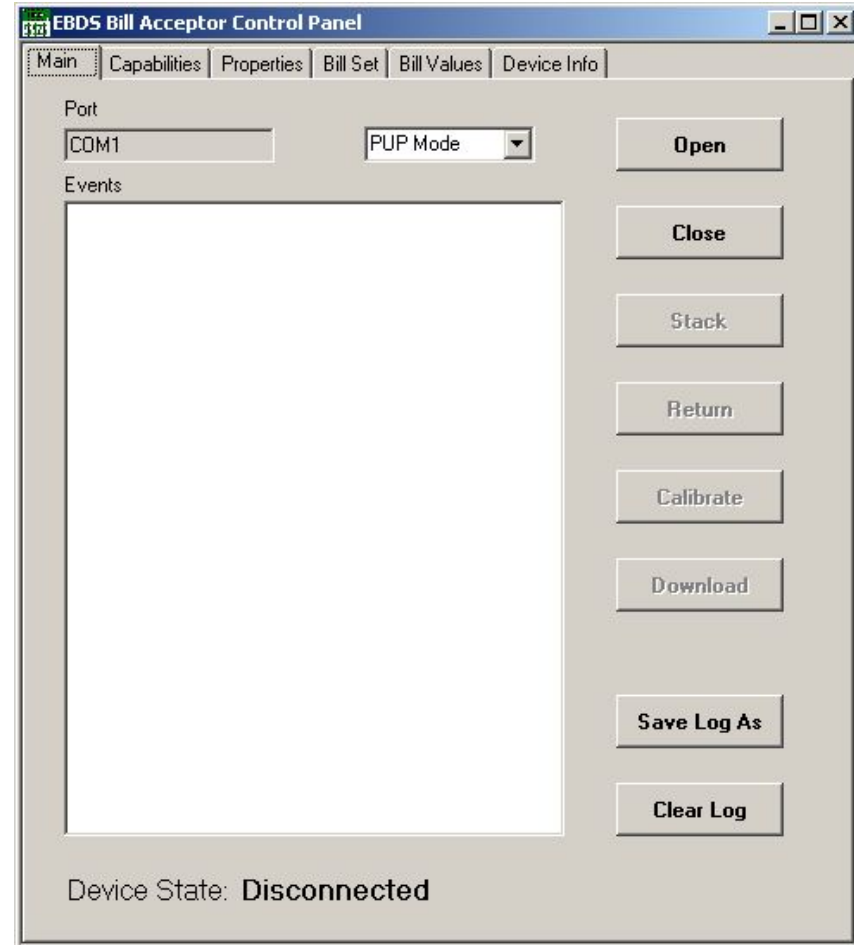 EBDS Bill Acceptor Control Panel
Main Capabilities Properties Bill Set Bill Values Device Info
Port
COM1 PUP Mode Open
Events
Close
Stack
Return
Calibrate
Download
Save Log As
Clear Log
Device State: Disconnected